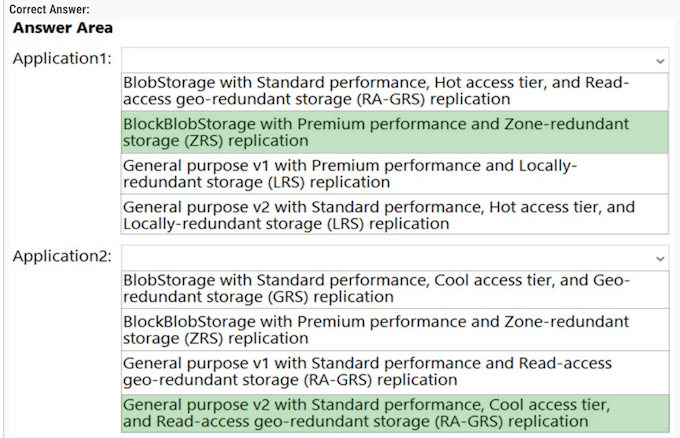 Correct Answer:
Answer Area
Application1:
BlobStorage with Standard performance, Hot access tier, and Read-
access geo-redundant storage (RA-GRS) replication
BlockBlobStorage with Premium performance and Zone-redundant
storage (ZRS) replication
General purpose v1 with Premium performance and Locally-
redundant storage (LRS) replication
General purpose v2 with Standard performance, Hot access tier, and
Locally-redundant storage (LRS) replication
Application2:
BlobStorage with Standard performance, Cool access tier, and Geo-
redundant storage (GRS) replication
BlockBlobStorage with Premium performance and Zone-redundant
storage (ZRS) replication
General purpose v1 with Standard performance and Read-access
geo-redundant storage (RA-GRS) replication
General purpose v2 with Standard performance, Cool access tier,
and Read-access geo-redundant storage (RA-GRS) replication